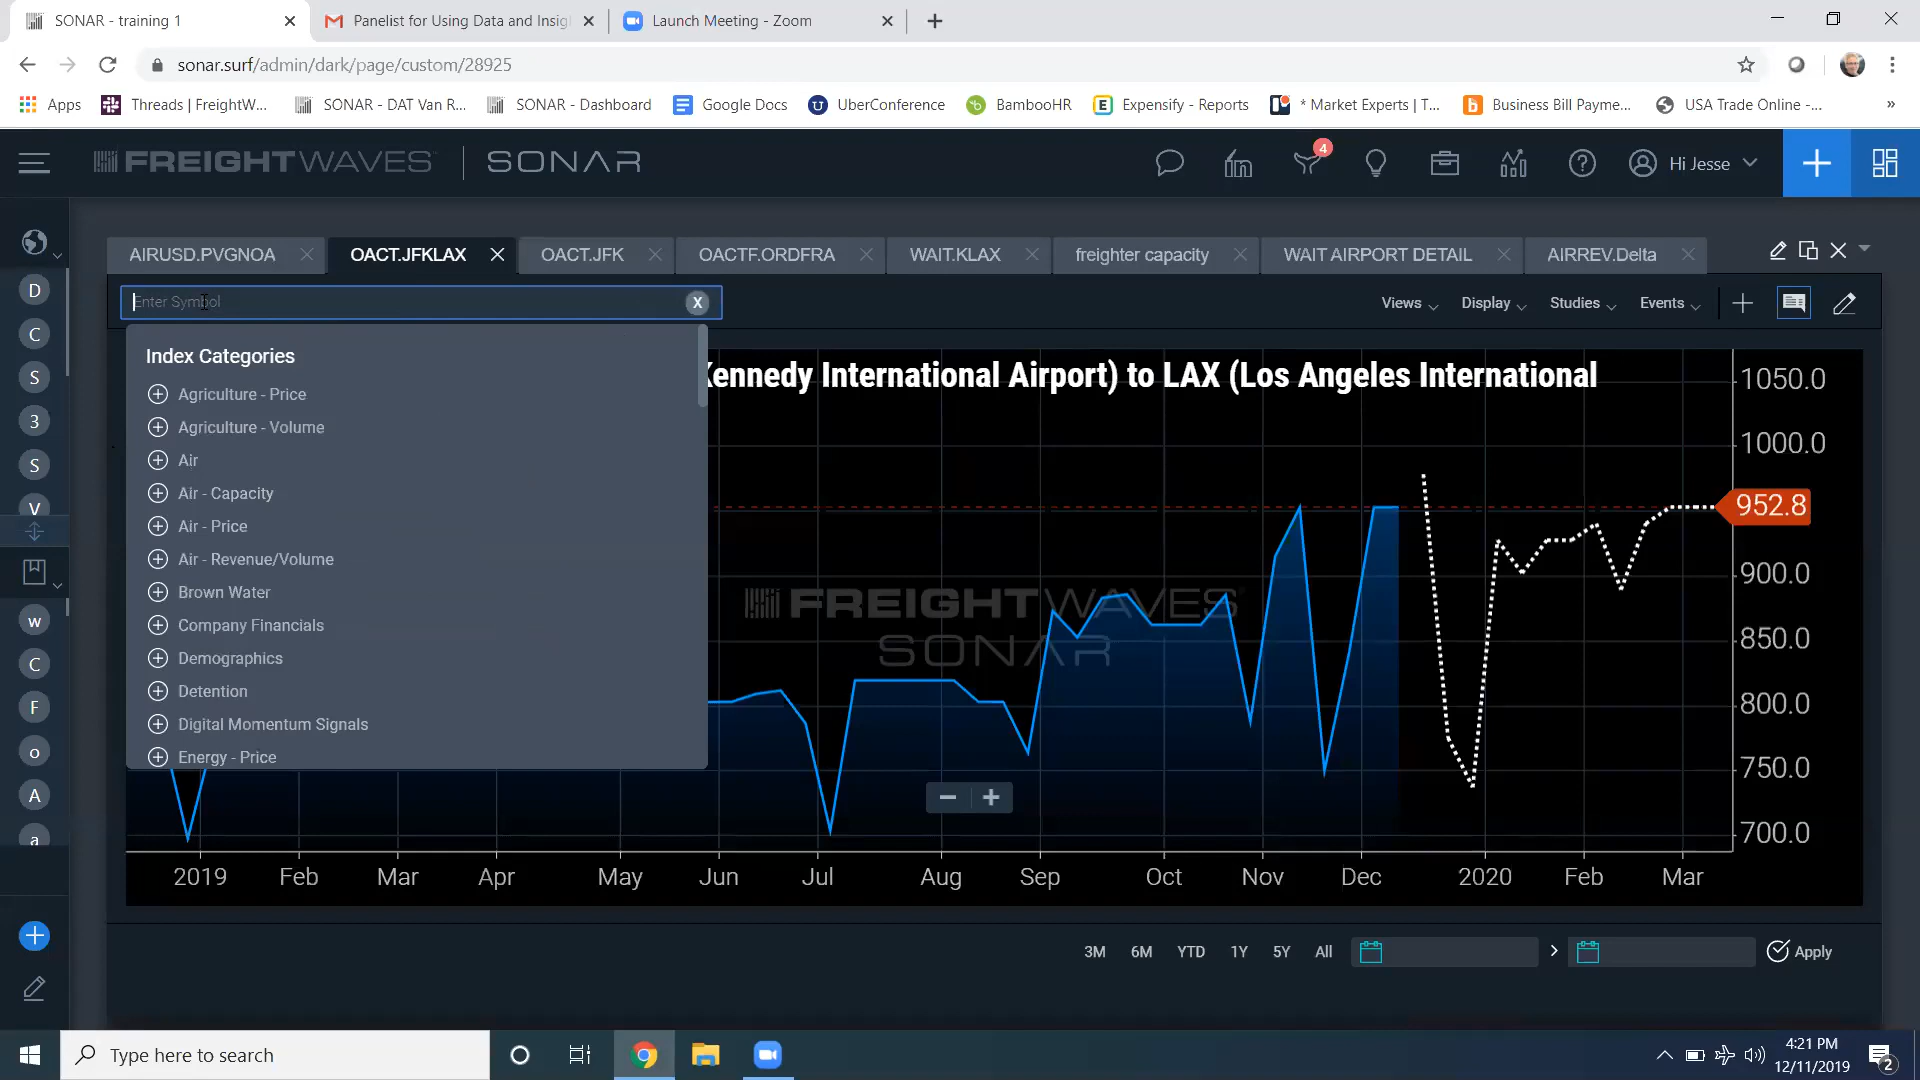 SONAR - training 1
Panelist for Using Data and Insig
Launch Meeting - Zoom
sonar.surf/admin/dark/page/custom/28925
Apps
Threads | FreightW...
SONAR - DAT Van R...
SONAR - Dashboard
Google Docs
UberConference
BambooHR
Expensify - Reports
* Market Experts | T...
Business Bill Payme...
USA Trade Online -...
»
FREIGHTWAVES | SONAR
4
Hi Jesse
AIRUSD.PVGNOA
OACT.JFKLAX
OACT.JFK
OACTF.ORDFRA
WAIT.KLAX
freighter capacity
WAIT AIRPORT DETAIL
AIRREV.Delta
Enter Symbol
X
Views
Display
Studies
Events
D
C
S
3
S
V
w
C
F
o
A
a
Index Categories
Agriculture - Price
Agriculture - Volume
Air
Air - Capacity
Air - Price
Air - Revenue/Volume
Brown Water
Company Financials
Demographics
Detention
Digital Momentum Signals
Energy - Price
Kennedy International Airport) to LAX (Los Angeles International
FREIGHTWAVES
SONAR
1050.0
1000.0
952.8
900.0
850.0
800.0
750.0
700.0
2019 Feb Mar Apr May Jun Jul Aug Sep Oct Nov Dec 2020 Feb Mar
3M 6M YTD 1Y 5Y All
Apply
Type here to search
4:21 PM
12/11/2019
2